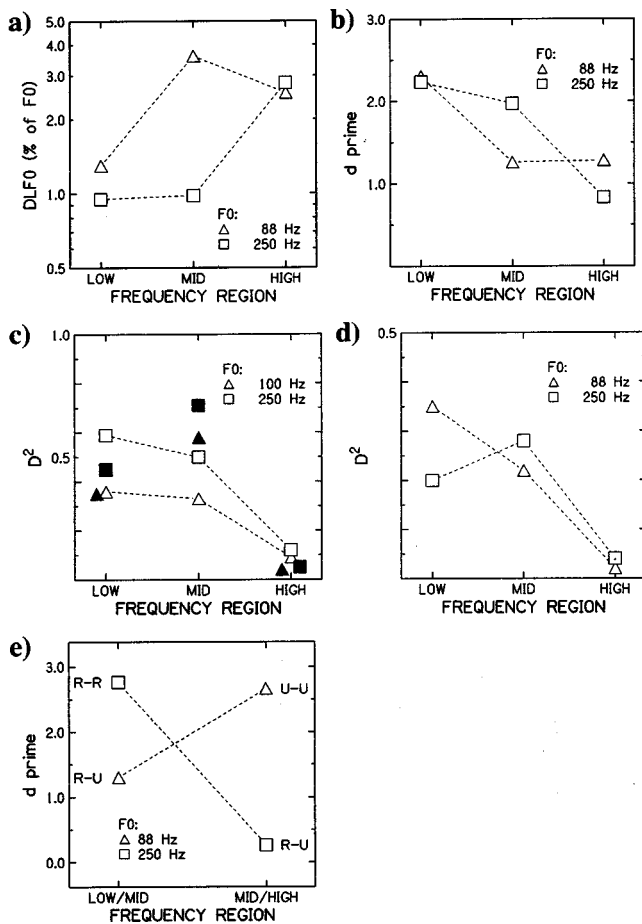 a)
5.0
4.0
3.0
2.0
1.0
0.5
DLF0 (% of F0)
F0:
88 Hz
250 Hz
LOW MID HIGH
FREQUENCY REGION
b)
3.0
2.0
1.0
d prime
F0:
88 Hz
250 Hz
LOW MID HIGH
FREQUENCY REGION
c)
1.0
0.5
D²
F0:
100 Hz
250 Hz
LOW MID HIGH
FREQUENCY REGION
d)
0.5
D²
F0:
88 Hz
250 Hz
LOW MID HIGH
FREQUENCY REGION
e)
3.0
2.0
1.0
0.0
d prime
R-R
U-U
R-U
R-U
F0:
88 Hz
250 Hz
LOW/MID MID/HIGH
FREQUENCY REGION